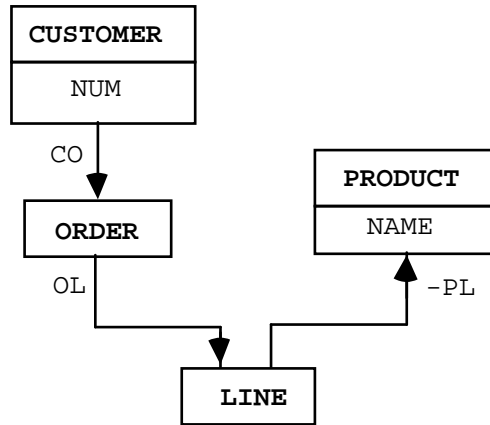 CUSTOMER
NUM
CO
ORDER
OL
PRODUCT
NAME
-PL
LINE